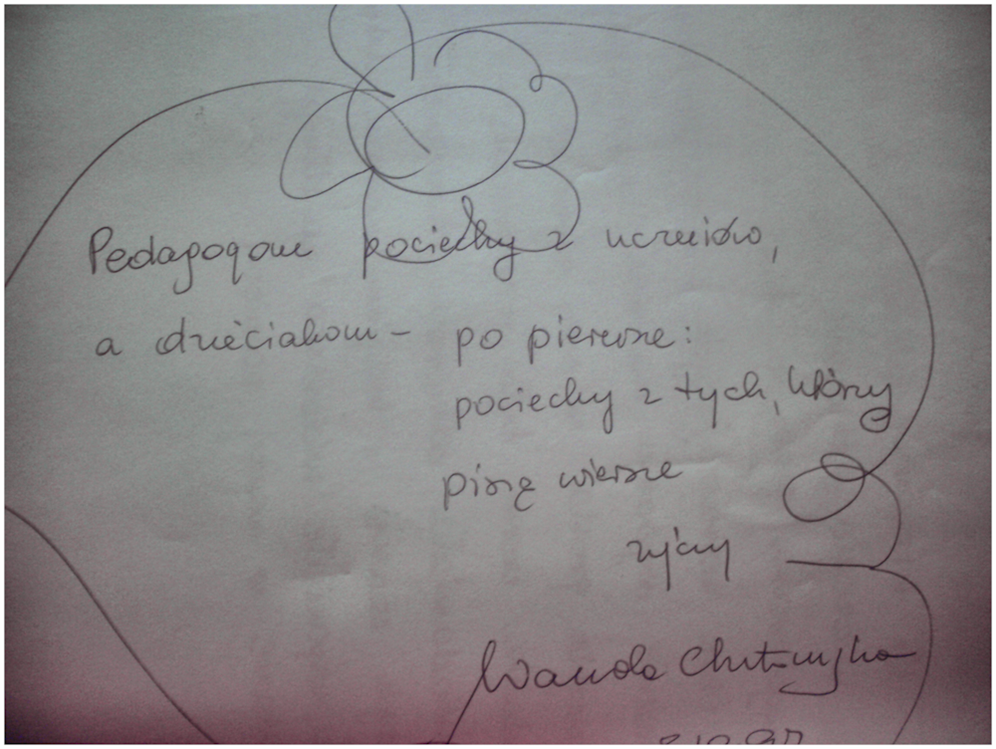 Pedagogom pociechy z uczniów,
a dzieciakom – po pierwsze:
pociechy z tych, którzy
piszą wiersze
życzy
Wanda Chotomska